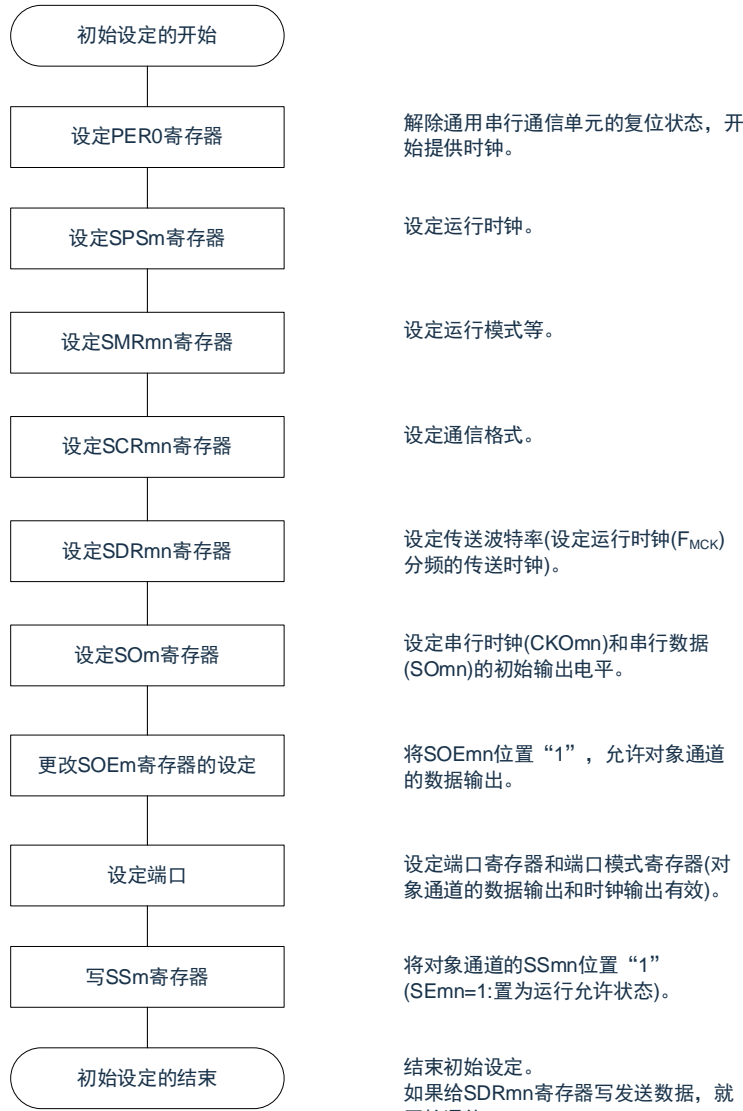 初始设定的开始
设定PER0寄存器
解除通用串行通信单元的复位状态，开
始提供时钟。
设定SPSm寄存器
设定运行时钟。
设定SMRmn寄存器
设定运行模式等。
设定SCRmn寄存器
设定通信格式。
设定SDRmn寄存器
设定传送波特率(设定运行时钟(FMCK)
分频的传送时钟)。
设定SOm寄存器
设定串行时钟(CKOmn)和串行数据
(SOmn)的初始输出电平。
更改SOEm寄存器的设定
将SOEmn位置“1”，允许对象通道
的数据输出。
设定端口
设定端口寄存器和端口模式寄存器(对
象通道的数据输出和时钟输出有效)。
写SSm寄存器
将对象通道的SSmn位置“1”
(SEmn=1:置为运行允许状态)。
初始设定的结束
结束初始设定。
如果给SDRmn寄存器写发送数据，就